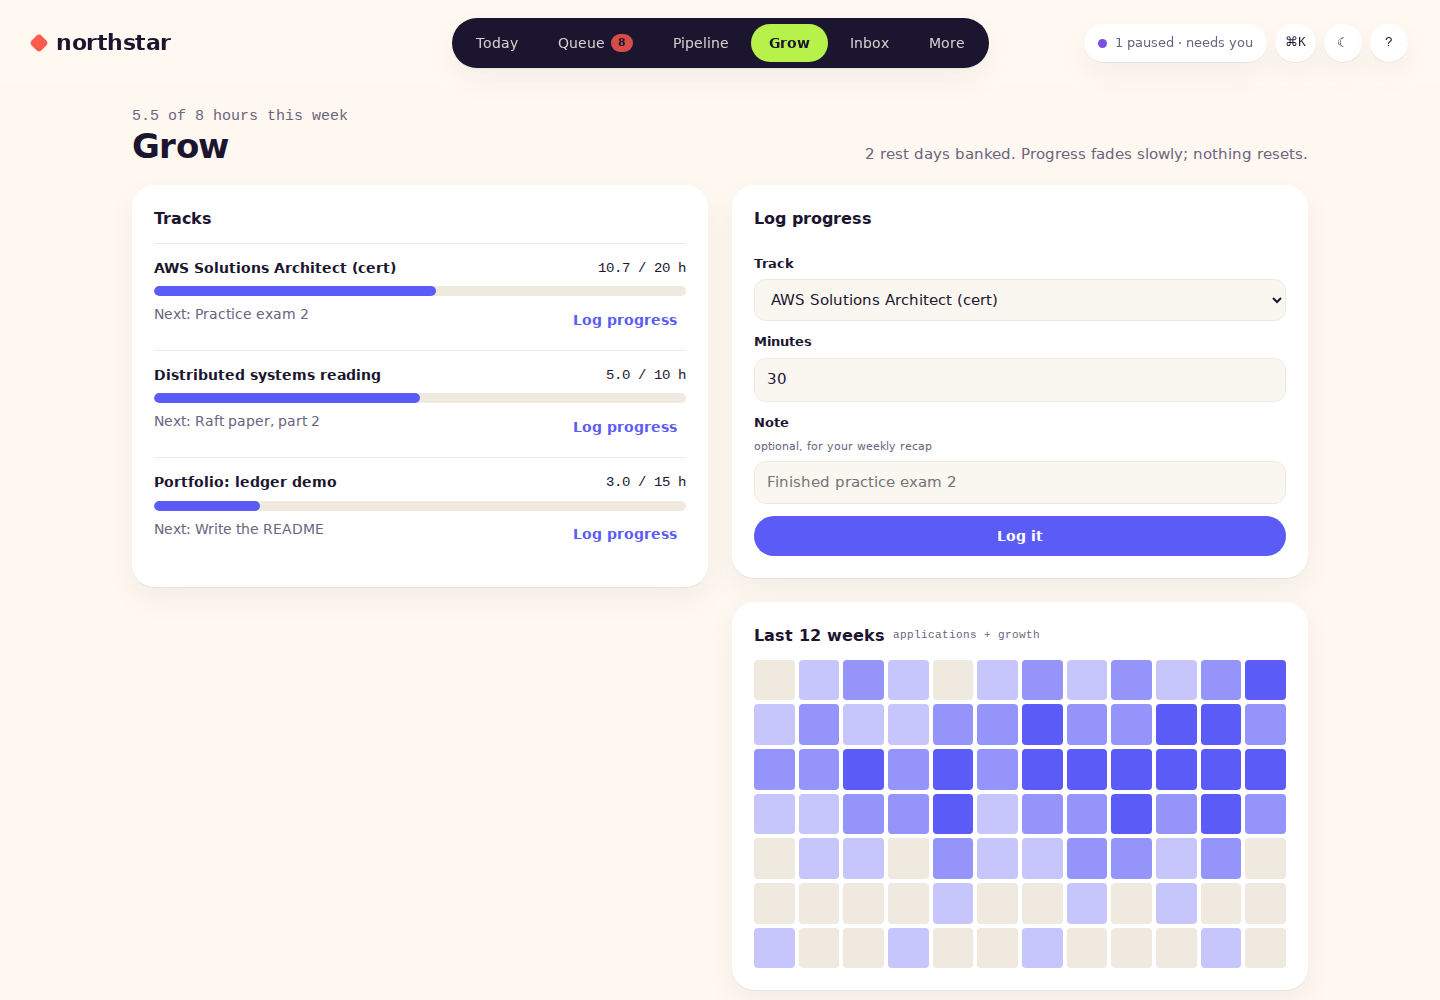 northstar
Today
Queue 8
Pipeline
Grow
Inbox
More
1 paused · needs you
⌘K
☾
?
5.5 of 8 hours this week
Grow
2 rest days banked. Progress fades slowly; nothing resets.
Tracks
AWS Solutions Architect (cert)
10.7 / 20 h
Next: Practice exam 2
Log progress
Distributed systems reading
5.0 / 10 h
Next: Raft paper, part 2
Log progress
Portfolio: ledger demo
3.0 / 15 h
Next: Write the README
Log progress
Log progress
Track
AWS Solutions Architect (cert)
Minutes
30
Note
optional, for your weekly recap
Finished practice exam 2
Log it
Last 12 weeks applications + growth